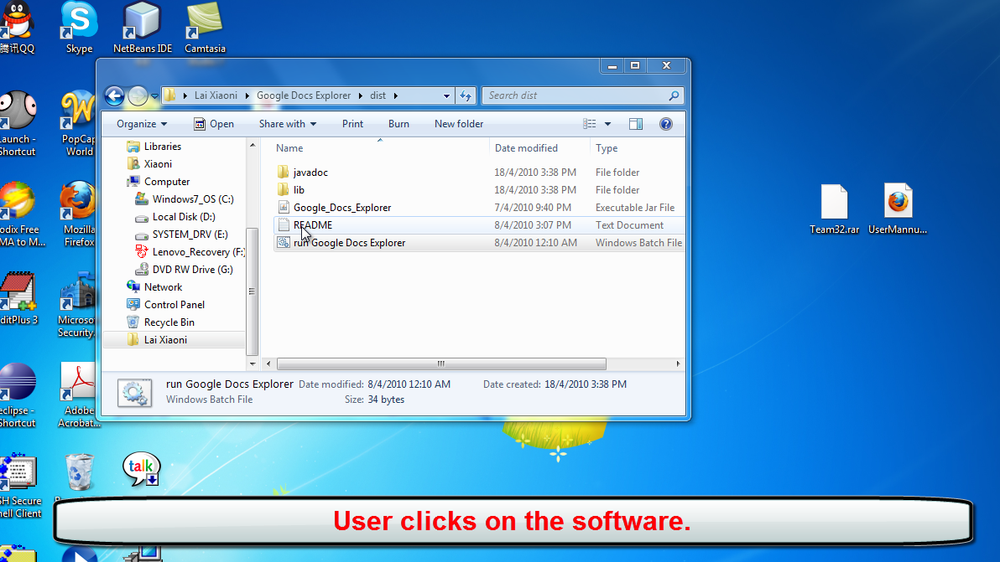 腾讯QQ
Skype
NetBeans IDE
Camtasia
Launch -
Shortcut
PopCap
World
odix Free
MA to M...
Mozilla
Firefox
ditPlus 3
Microso
Security
eclipse -
Shortcut
Adobe
Acrobat...
talk
SH Secure
hell Client
Team32.rar
UserMannu...
Lai Xiaoni
Google Docs Explorer
dist
Search dist
Organize
Open
Share with
Print
Burn
New folder
Libraries
Xiaoni
Computer
Windows7_OS (C:)
Local Disk (D:)
SYSTEM_DRV (E:)
Lenovo_Recovery (F:)
DVD RW Drive (G:)
Network
Control Panel
Recycle Bin
Lai Xiaoni
Name Date modified Type
javadoc 18/4/2010 3:38 PM File folder
lib 18/4/2010 3:38 PM File folder
Google_Docs_Explorer 7/4/2010 9:40 PM Executable Jar File
README 8/4/2010 3:07 PM Text Document
run Google Docs Explorer 8/4/2010 12:10 AM Windows Batch File
run Google Docs Explorer Date modified: 8/4/2010 12:10 AM Date created: 18/4/2010 3:38 PM
Windows Batch File Size: 34 bytes
User clicks on the software.